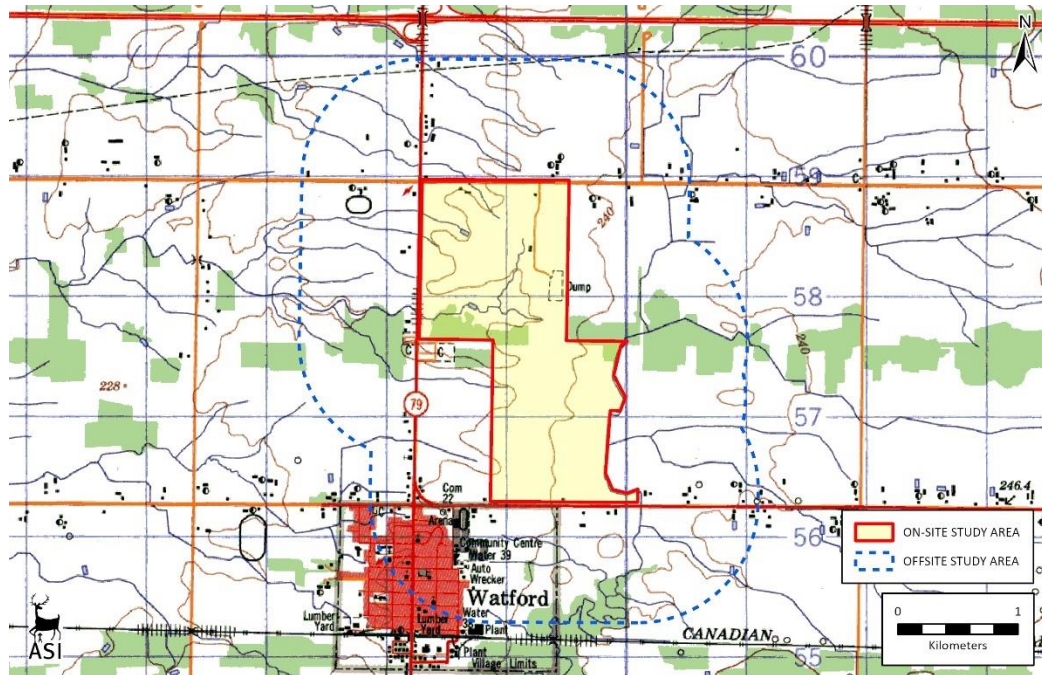 N
60
59
C
240
58
Dump
C
C
240
228
79
57
Com
22
Arena
246.4
C
56
Community Centre
Water 39
Auto
Wrecker
Watford
Water
Lumber
Yard
Lumber
Yard
Plant
CANADIAN
Plant
Village Limits
55
ON-SITE STUDY AREA
OFFSITE STUDY AREA
0 1
Kilometers
ASI